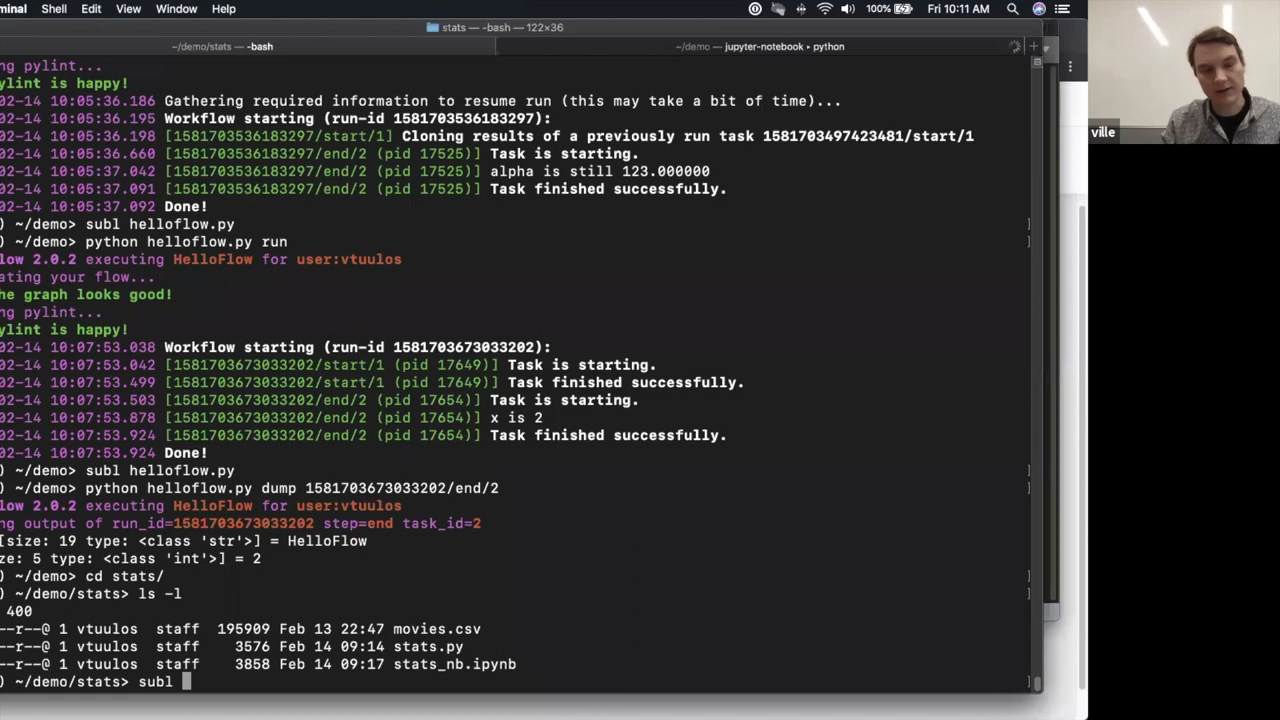 minal Shell Edit View Window Help 100% Fri 10:11 AM
stats — -bash — 122×36
~/demo/stats — -bash
~/demo — jupyter-notebook ▸ python
ng pylint...
ylint is happy!
02-14 10:05:36.186 Gathering required information to resume run (this may take a bit of time)...
02-14 10:05:36.195 Workflow starting (run-id 1581703536183297):
02-14 10:05:36.198 [1581703536183297/start/1] Cloning results of a previously run task 1581703497423481/start/1
02-14 10:05:36.660 [1581703536183297/end/2 (pid 17525)] Task is starting.
02-14 10:05:37.042 [1581703536183297/end/2 (pid 17525)] alpha is still 123.000000
02-14 10:05:37.091 [1581703536183297/end/2 (pid 17525)] Task finished successfully.
02-14 10:05:37.092 Done!
) ~/demo> subl helloflow.py
) ~/demo> python helloflow.py run
low 2.0.2 executing HelloFlow for user:vtuulos
ating your flow...
he graph looks good!
ng pylint...
ylint is happy!
02-14 10:07:53.038 Workflow starting (run-id 1581703673033202):
02-14 10:07:53.042 [1581703673033202/start/1 (pid 17649)] Task is starting.
02-14 10:07:53.499 [1581703673033202/start/1 (pid 17649)] Task finished successfully.
02-14 10:07:53.503 [1581703673033202/end/2 (pid 17654)] Task is starting.
02-14 10:07:53.878 [1581703673033202/end/2 (pid 17654)] x is 2
02-14 10:07:53.924 [1581703673033202/end/2 (pid 17654)] Task finished successfully.
02-14 10:07:53.924 Done!
) ~/demo> subl helloflow.py
) ~/demo> python helloflow.py dump 1581703673033202/end/2
low 2.0.2 executing HelloFlow for user:vtuulos
ng output of run_id=1581703673033202 step=end task_id=2
[size: 19 type: <class 'str'>] = HelloFlow
ze: 5 type: <class 'int'>] = 2
) ~/demo> cd stats/
) ~/demo/stats> ls -l
400
--r--@ 1 vtuulos staff 195909 Feb 13 22:47 movies.csv
--r--@ 1 vtuulos staff 3576 Feb 14 09:14 stats.py
--r--@ 1 vtuulos staff 3858 Feb 14 09:17 stats_nb.ipynb
) ~/demo/stats> subl
ville